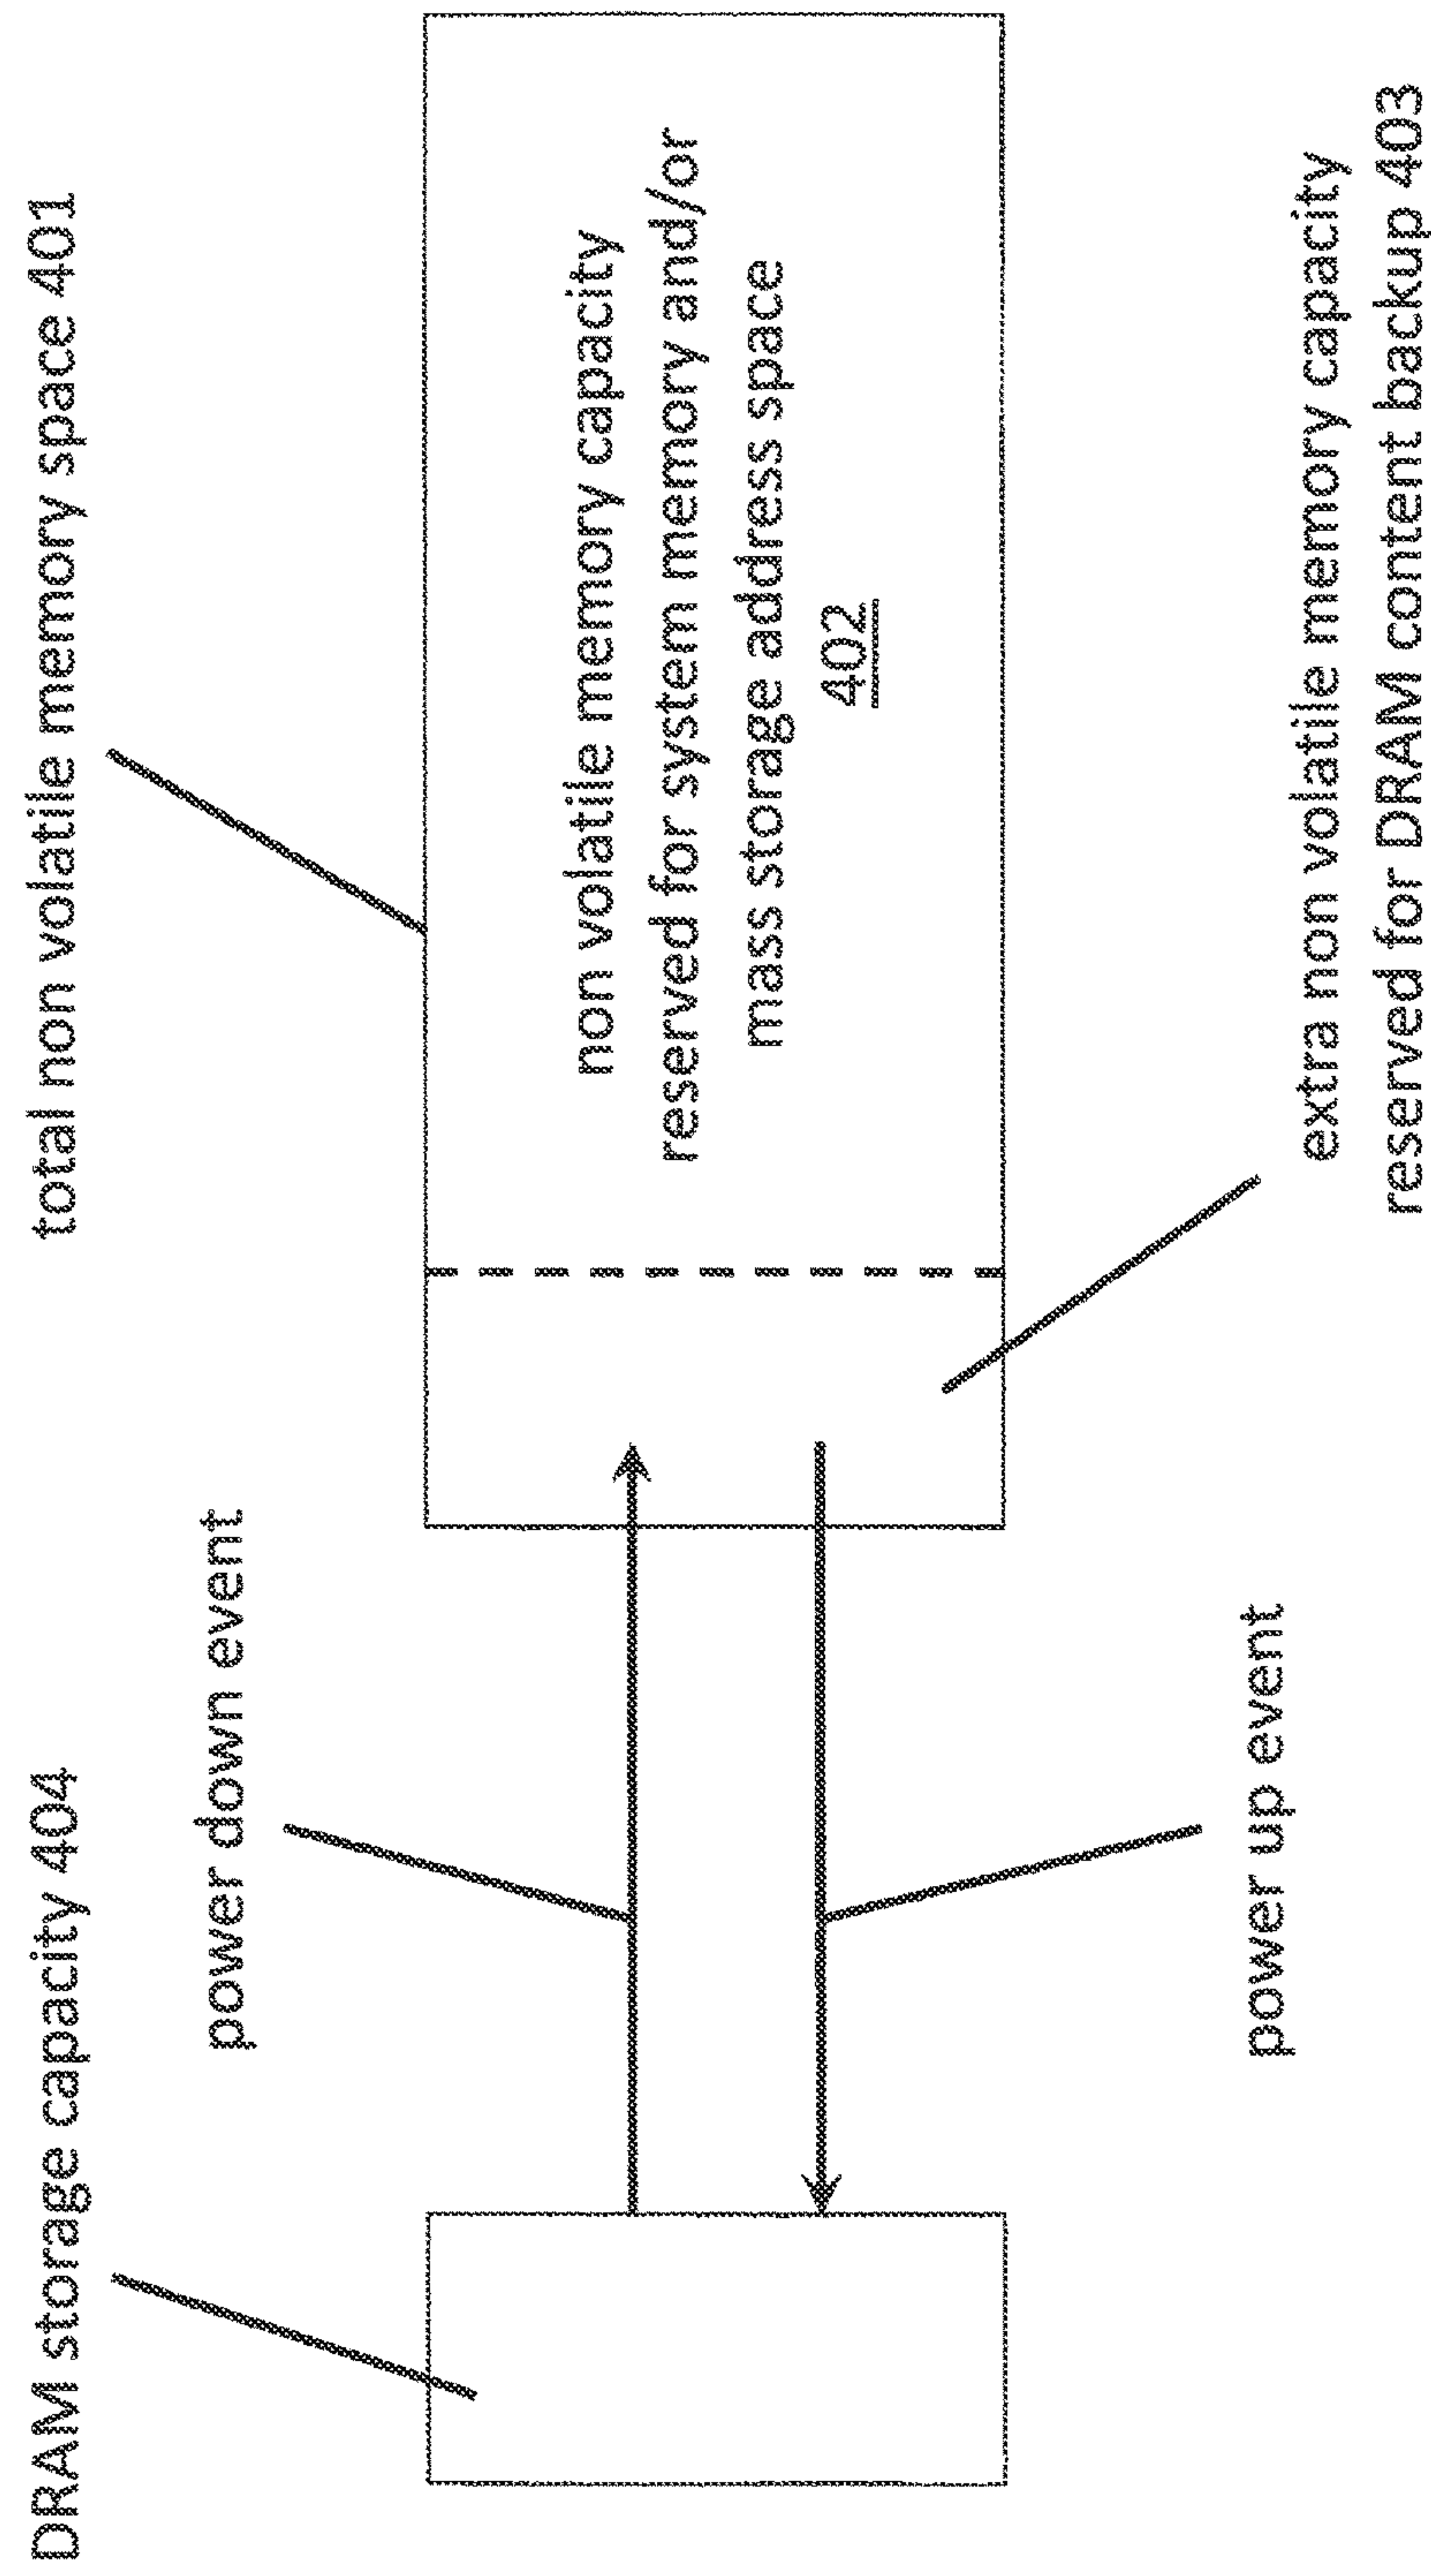 DRAM storage capacity 404
total non volatile memory space 401
power down event
non volatile memory capacity
reserved for system memory and/or
mass storage address space
402
power up event
extra non volatile memory capacity
reserved for DRAM content backup 403